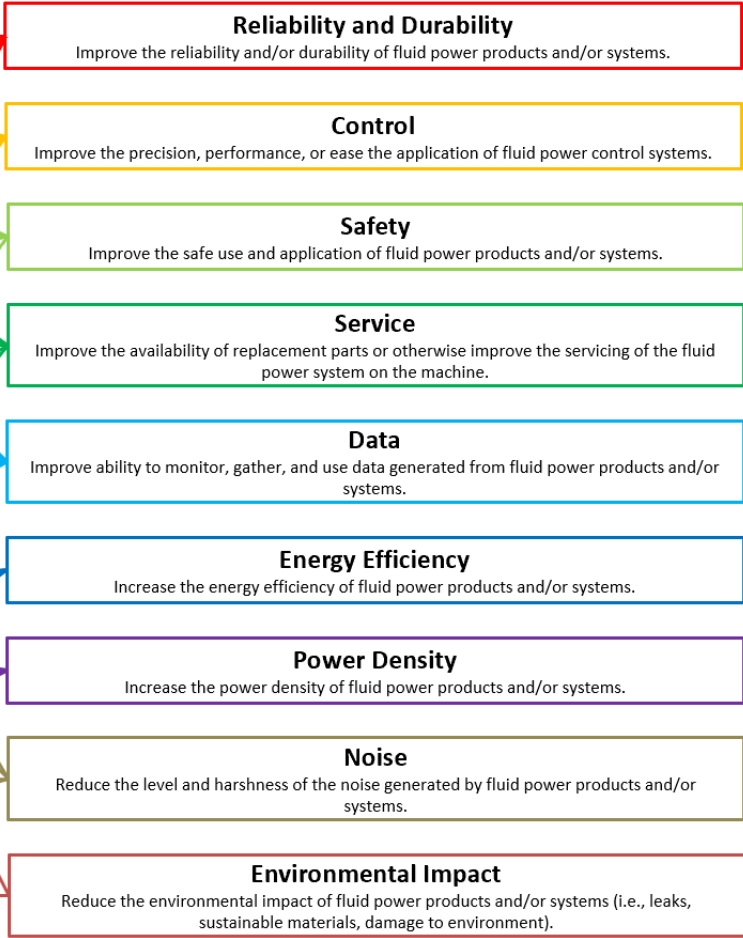 Reliability and Durability
Improve the reliability and/or durability of fluid power products and/or systems.
Control
Improve the precision, performance, or ease the application of fluid power control systems.
Safety
Improve the safe use and application of fluid power products and/or systems.
Service
Improve the availability of replacement parts or otherwise improve the servicing of the fluid
power system on the machine.
Data
Improve ability to monitor, gather, and use data generated from fluid power products and/or
systems.
Energy Efficiency
Increase the energy efficiency of fluid power products and/or systems.
Power Density
Increase the power density of fluid power products and/or systems.
Noise
Reduce the level and harshness of the noise generated by fluid power products and/or
systems.
Environmental Impact
Reduce the environmental impact of fluid power products and/or systems (i.e., leaks,
sustainable materials, damage to environment).